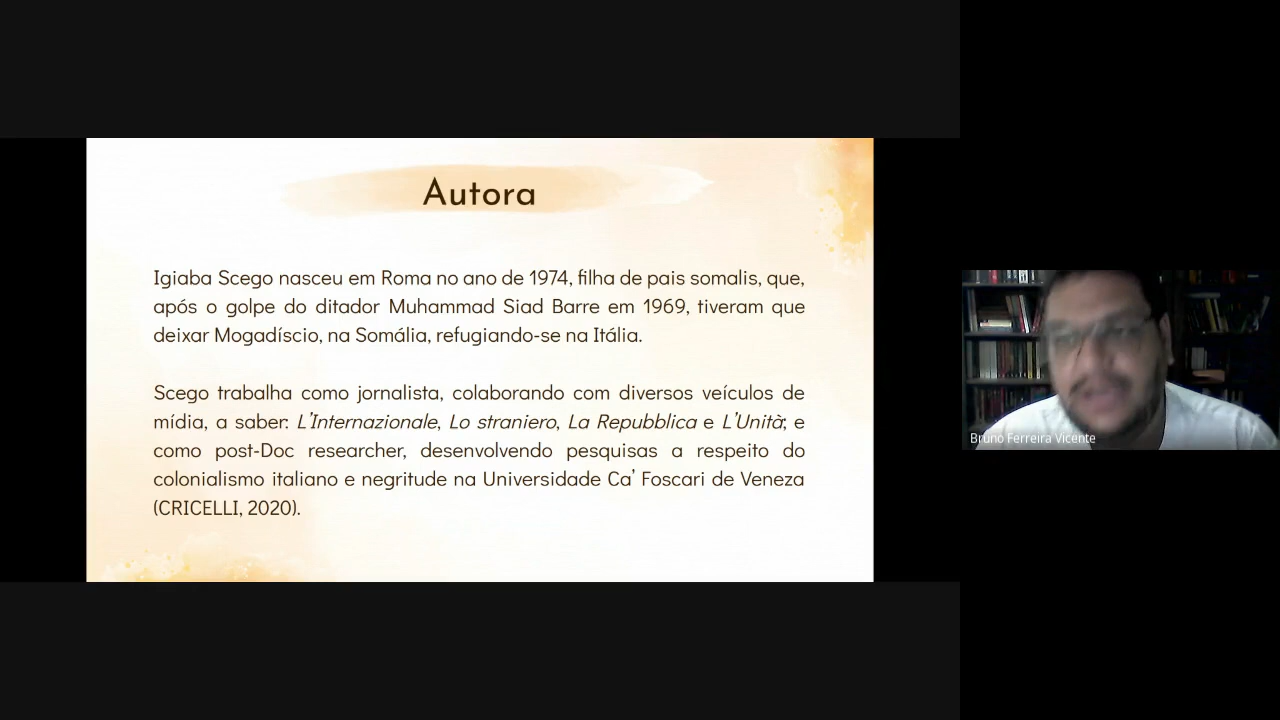 Autora
Igiaba Scego nasceu em Roma no ano de 1974, filha de pais somalis, que,
após o golpe do ditador Muhammad Siad Barre em 1969, tiveram que
deixar Mogadíscio, na Somália, refugiando-se na Itália.
Scego trabalha como jornalista, colaborando com diversos veículos de
mídia, a saber: L'Internazionale, Lo straniero, La Repubblica e L'Unità; e
como post-Doc researcher, desenvolvendo pesquisas a respeito do
colonialismo italiano e negritude na Universidade Ca' Foscari de Veneza
(CRICELLI, 2020).
Bruno Ferreira Vicente